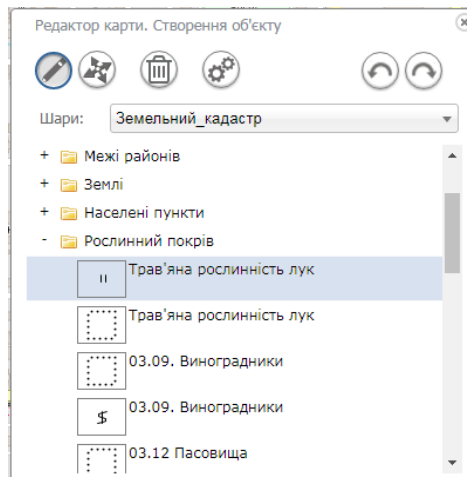 Редактор карти. Створення об'єкту
Шари: Земельний_кадастр
+ Межі районів
+ Землі
+ Населені пункти
- Рослинний покрів
Трав'яна рослинність лук
Трав'яна рослинність лук
03.09. Виноградники
03.09. Виноградники
03.12 Пасовища